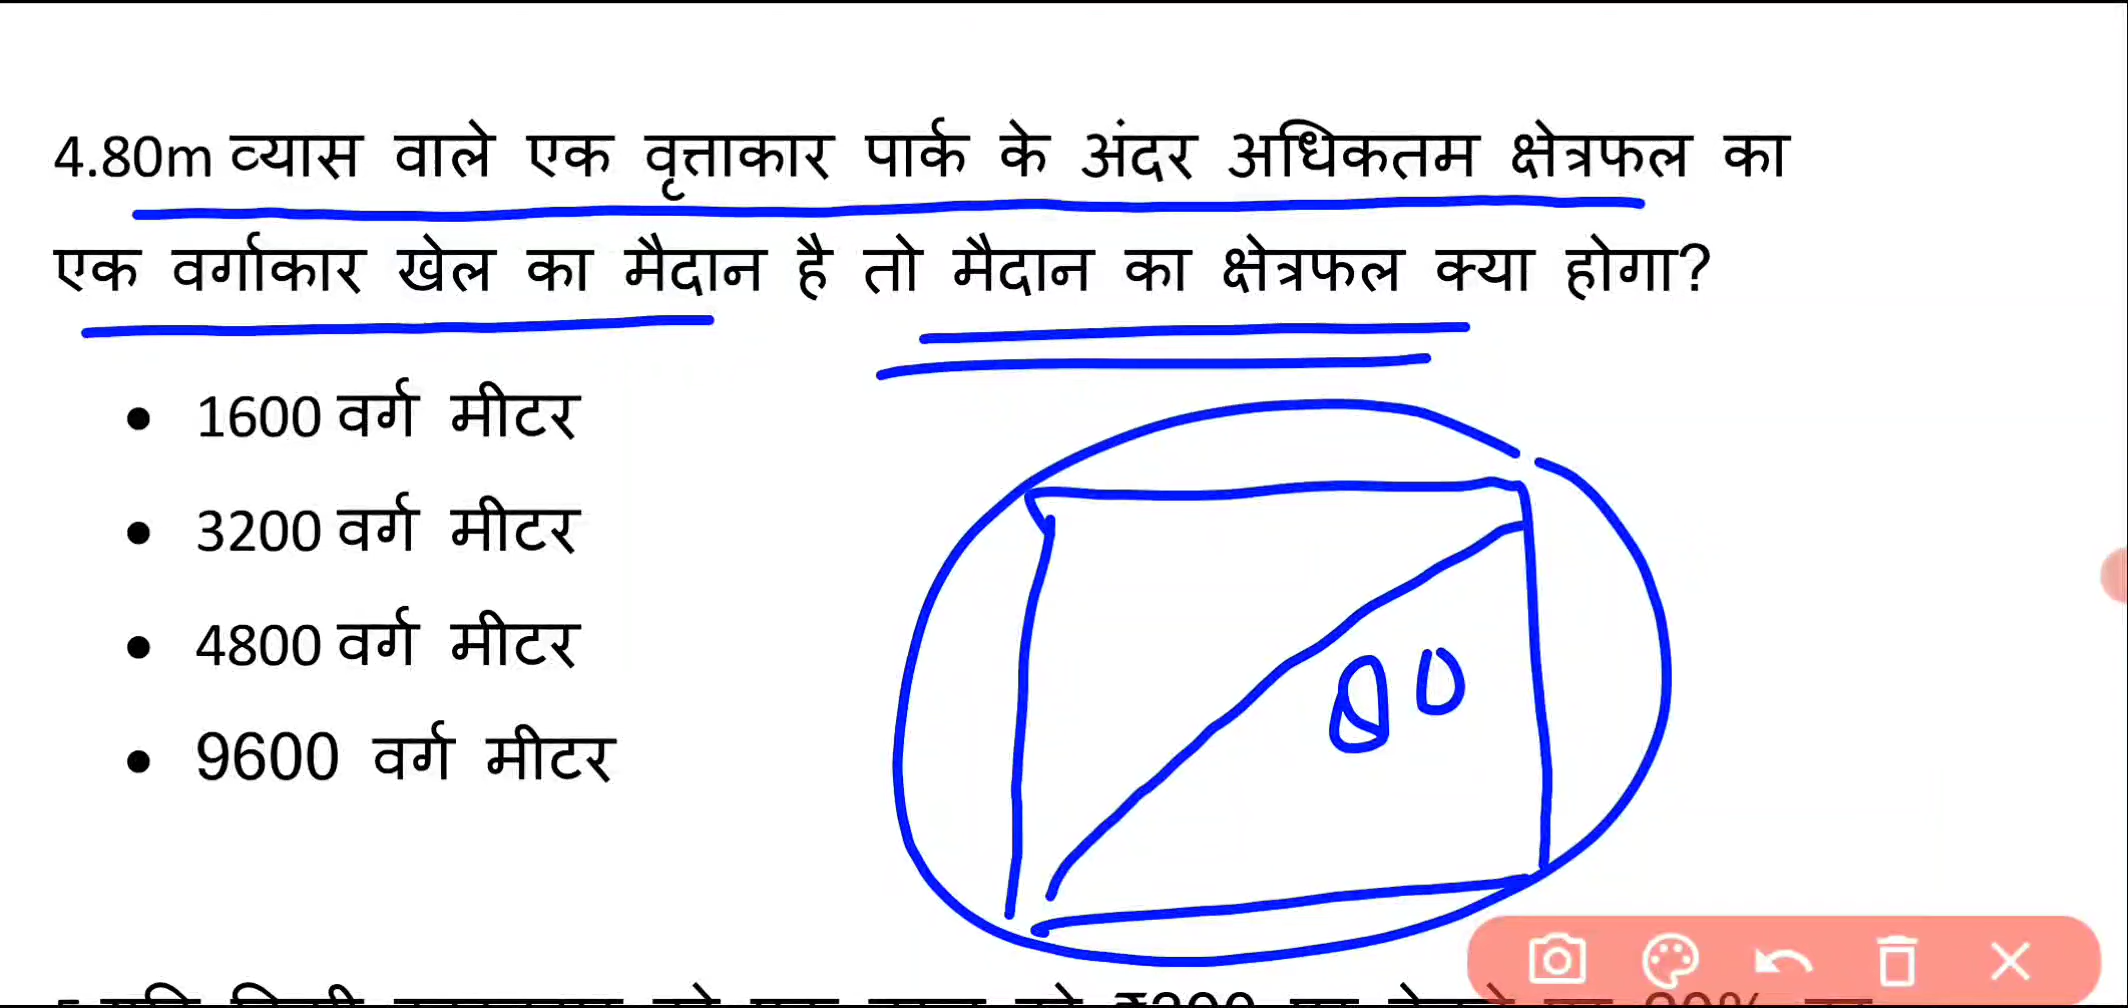 4.80m व्यास वाले एक वृत्ताकार पार्क के अंदर अधिकतम क्षेत्रफल का
एक वर्गाकार खेल का मैदान है तो मैदान का क्षेत्रफल क्या होगा?
• 1600 वर्ग मीटर
• 3200 वर्ग मीटर
• 4800 वर्ग मीटर
• 9600 वर्ग मीटर
80